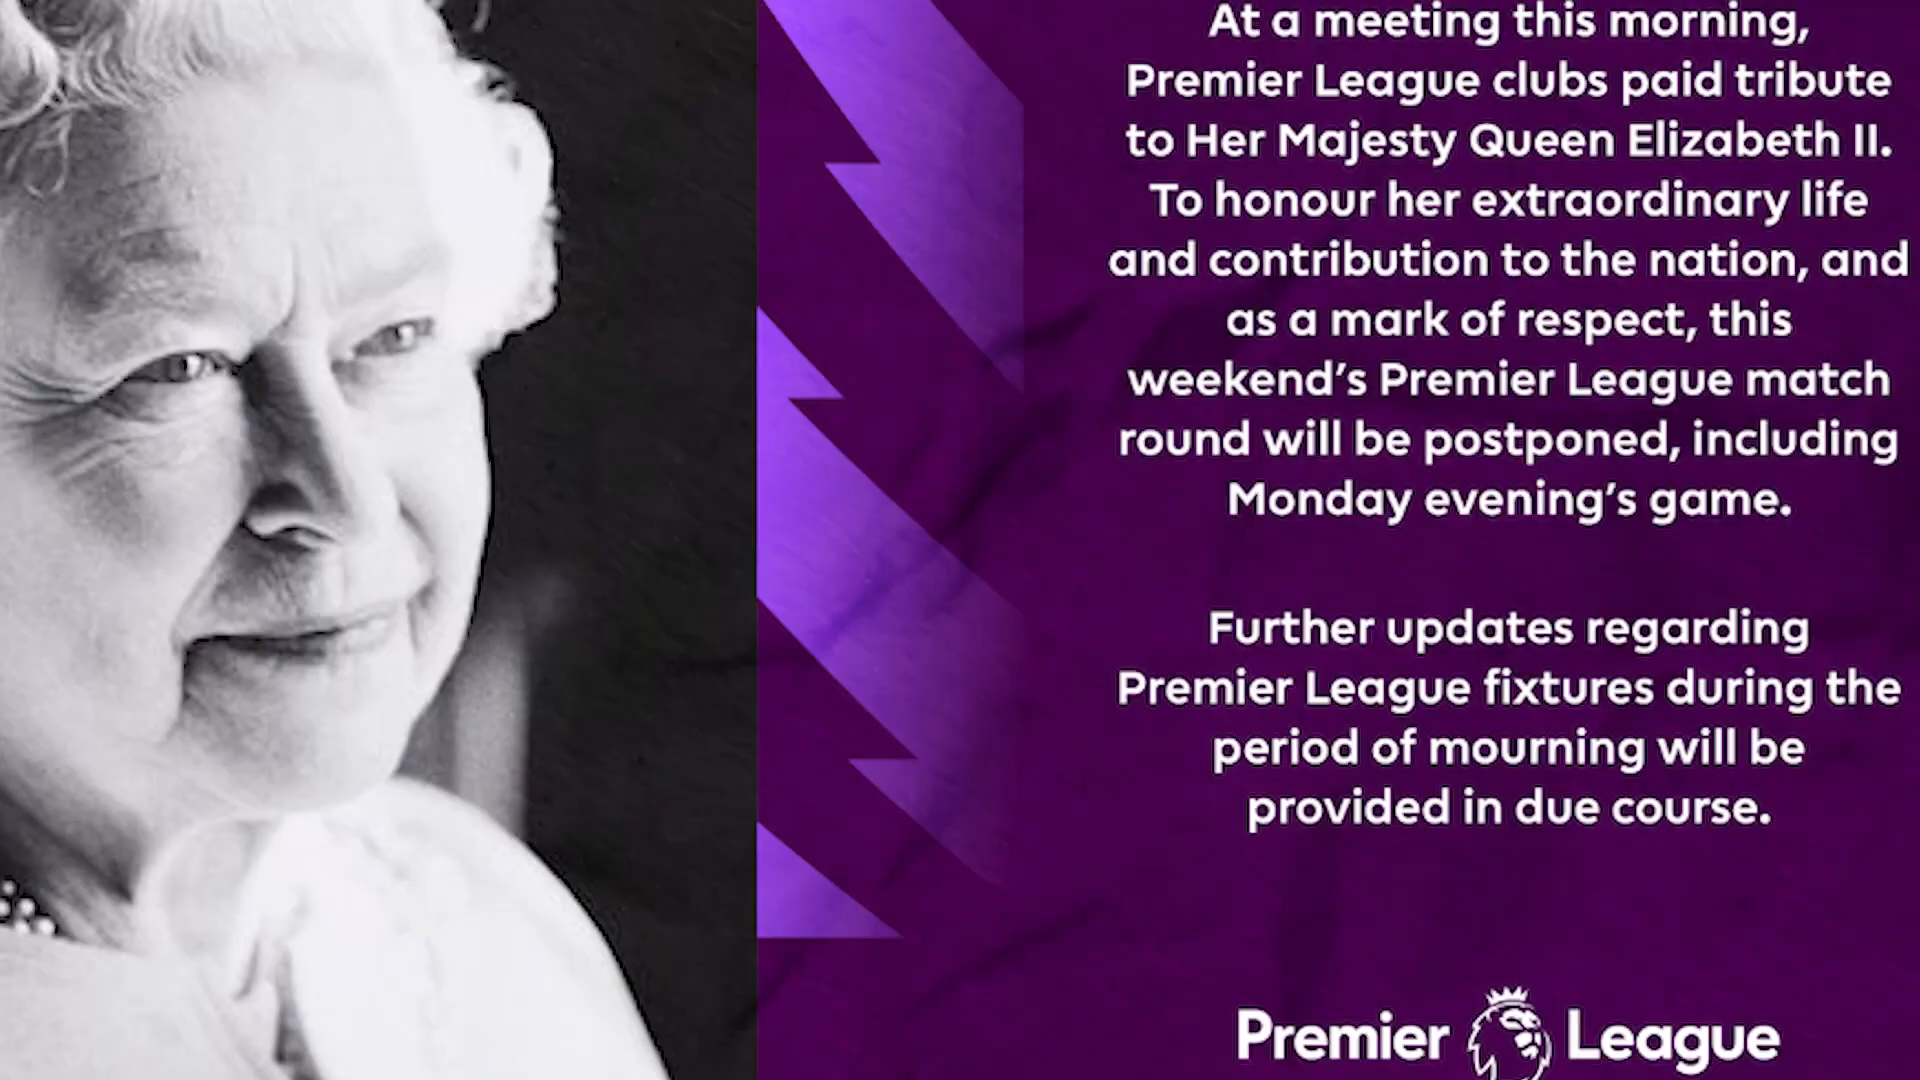 At a meeting this morning,
Premier League clubs paid tribute
to Her Majesty Queen Elizabeth II.
To honour her extraordinary life
and contribution to the nation, and
as a mark of respect, this
weekend’s Premier League match
round will be postponed, including
Monday evening’s game.
Further updates regarding
Premier League fixtures during the
period of mourning will be
provided in due course.
Premier League